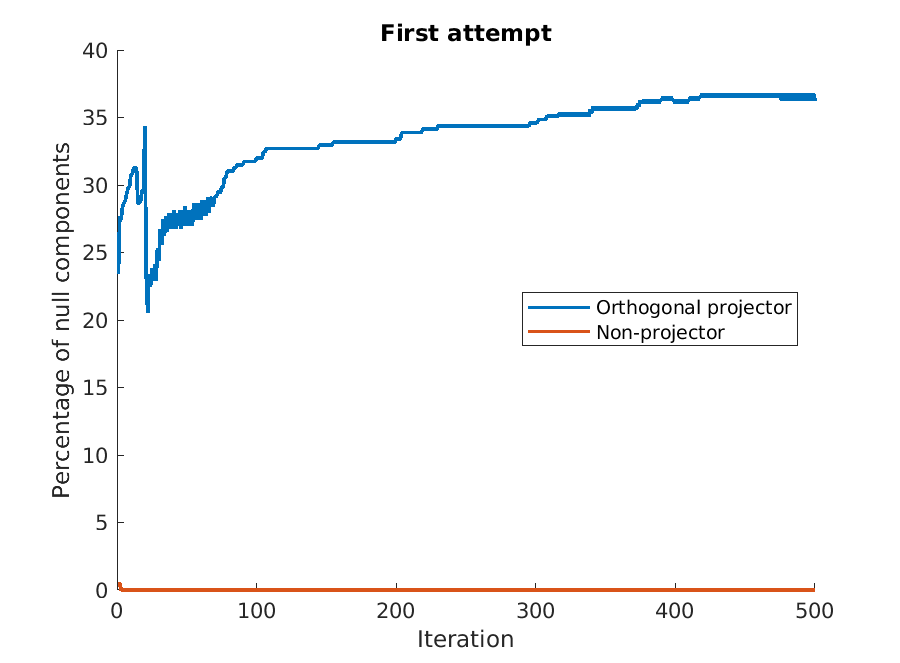 First attempt
Percentage of null components
40
35
30
25
20
15
10
5
0
Orthogonal projector
Non-projector
0 100 200 300 400 500
Iteration